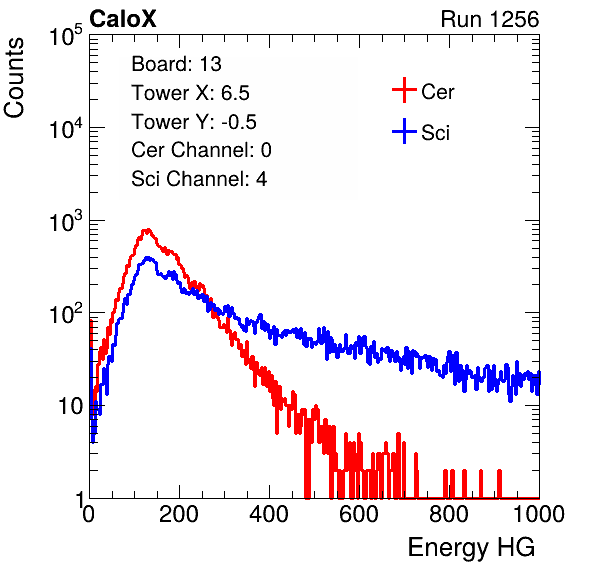 CaloX Run 1256
Counts
Board: 13
Tower X: 6.5
Tower Y: -0.5
Cer Channel: 0
Sci Channel: 4
Cer
Sci
10^5
10^4
10^3
10^2
10
1
0 200 400 600 800 1000
Energy HG